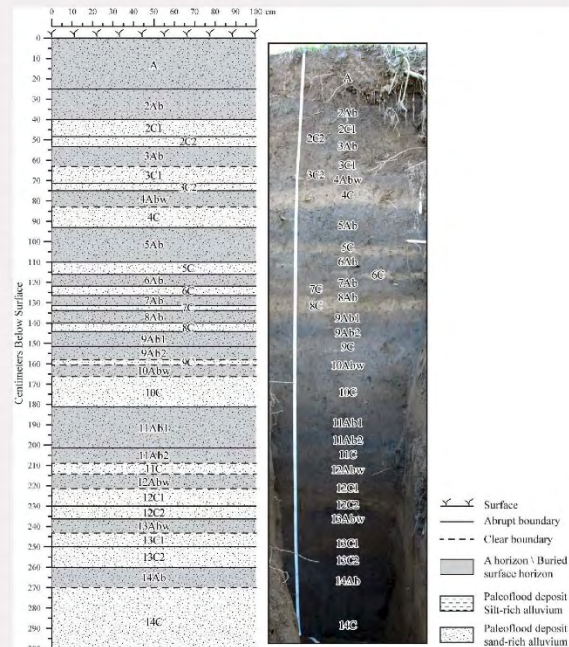 0 10 20 30 40 50 60 70 80 90 100 cm
Centimeters Below Surface
0
10
20
30
40
50
60
70
80
90
100
110
120
130
140
150
160
170
180
190
200
210
220
230
240
250
260
270
280
290
A
2Ab
2C1
2C2
3Ab
3C1
3C2
4Abw
4C
5Ab
5C
6Ab
6C
7Ab
7C
8Ab
8C
9Ab1
9Ab2
9C
10Abw
10C
11Ab1
11Ab2
11C
12Abw
12C1
12C2
13Abw
13C1
13C2
14Ab
14C
A
2Ab
2C1
2C2
3Ab
3C1
3C2
4Abw
4C
5Ab
5C
6Ab
6C
7Ab
7C
8Ab
8C
9Ab1
9Ab2
9C
10Abw
10C
11Ab1
11Ab2
11C
12Abw
12C1
12C2
13Abw
13C1
13C2
14Ab
14C
Surface
Abrupt boundary
Clear boundary
A horizon \ Buried
surface horizon
Paleoflood deposit
Silt-rich alluvium
Paleoflood deposit
sand-rich alluvium